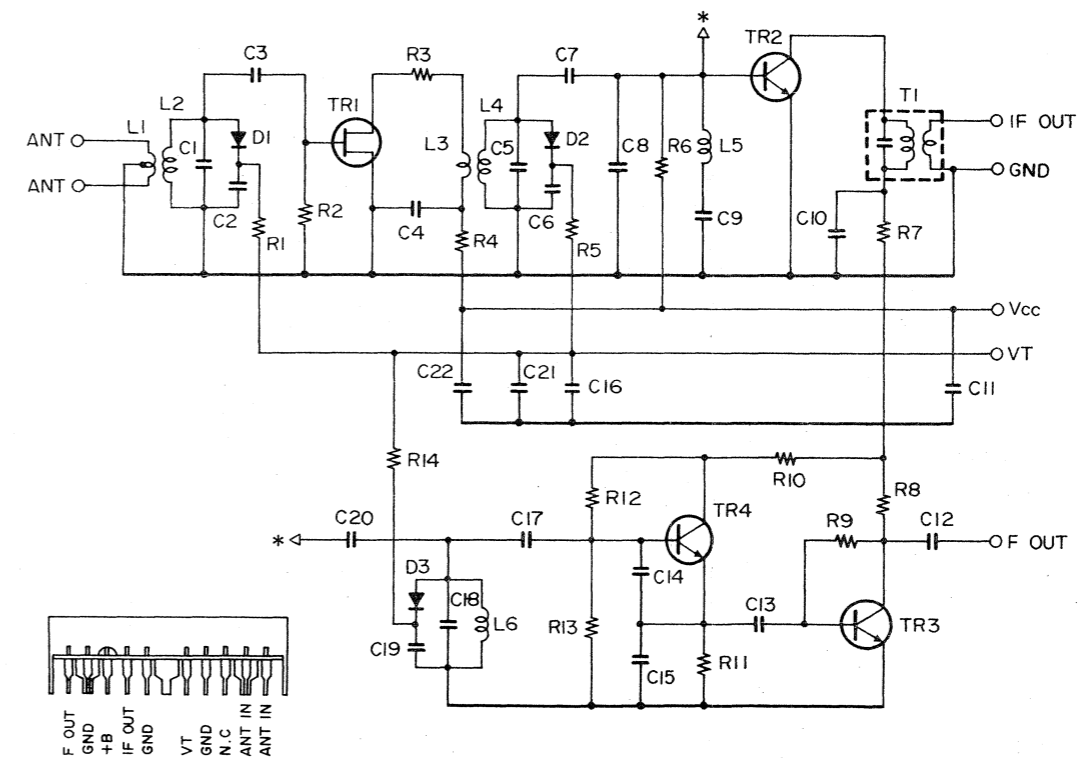 *
TR2
C3
R3
C7
T1
L2
TR1
L4
ANT
L1
D1
D2
IF OUT
C1
L3
C5
C8
R6
L5
ANT
GND
C2
R2
C4
C6
C9
C10
R1
R4
R5
R7
Vcc
VT
C22
C21
C16
C11
R14
R10
R12
TR4
R8
C20
C17
R9
C12
*
F OUT
D3
C18
C14
C13
L6
R13
TR3
C19
C15
R11
F OUT
GND
+B
IF OUT
GND
VT
GND
N.C
ANT IN
ANT IN